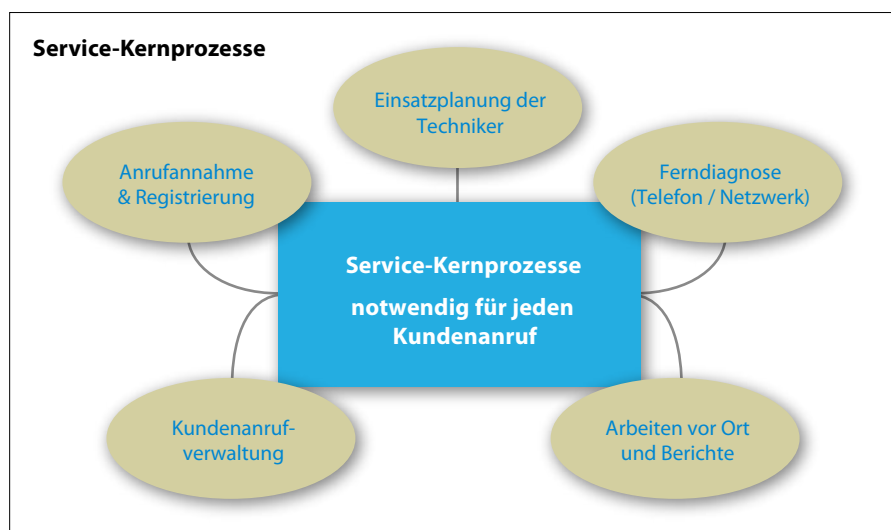 Service-Kernprozesse
Einsatzplanung der
Techniker
Anrufannahme
& Registrierung
Ferndiagnose
(Telefon / Netzwerk)
Service-Kernprozesse
notwendig für jeden
Kundenanruf
Kundenanruf-
verwaltung
Arbeiten vor Ort
und Berichte